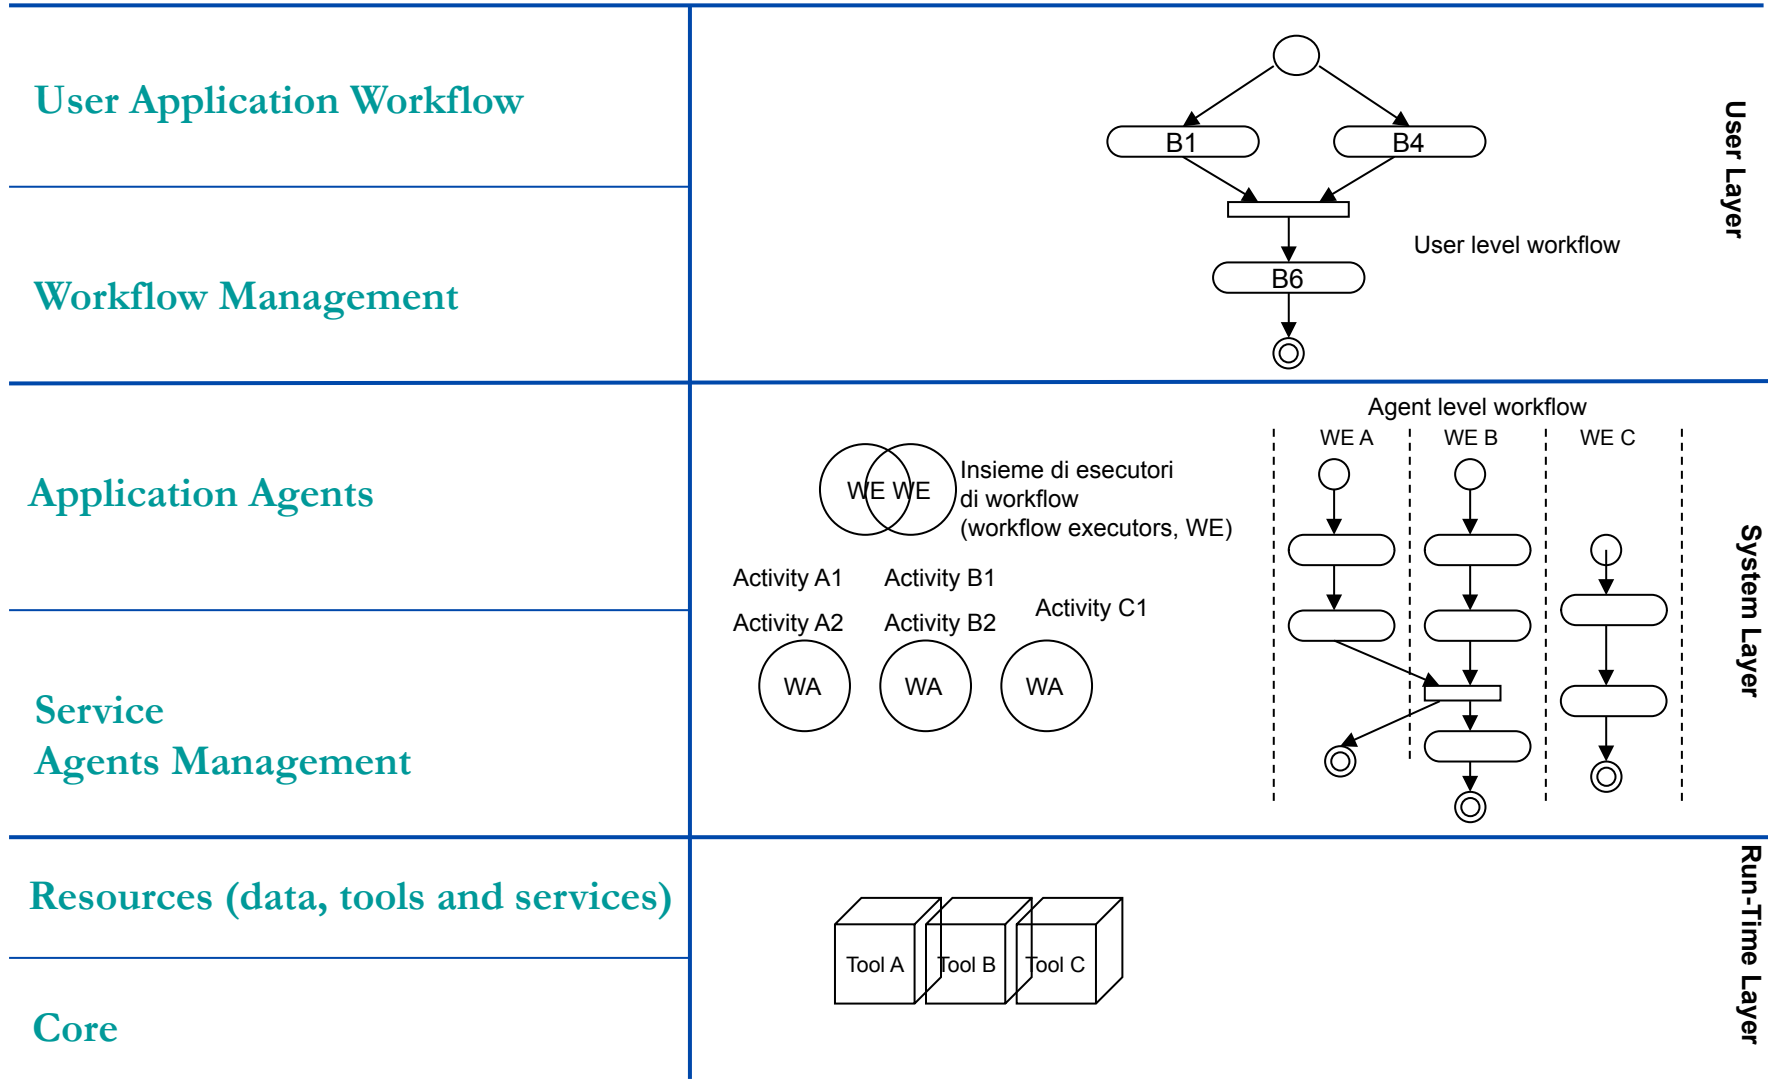 User Application Workflow
B1
B4
User Layer
User level workflow
B6
Workflow Management
Agent level workflow
WE A
WE B
WE C
Application Agents
WE
WE
Insieme di esecutori
di workflow
(workflow executors, WE)
System Layer
Activity A1
Activity B1
Activity C1
Activity A2
Activity B2
WA
WA
WA
Service
Agents Management
Resources (data, tools and services)
Run-Time Layer
Tool A
Tool B
Tool C
Core